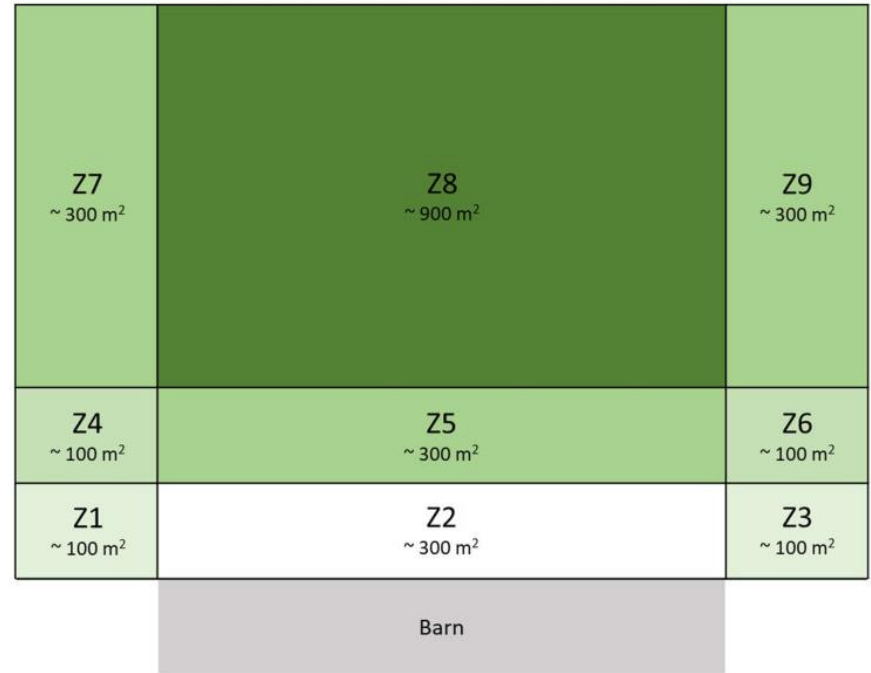 Z7
~ 300 m²
Z8
~ 900 m²
Z9
~ 300 m²
Z4
~ 100 m²
Z5
~ 300 m²
Z6
~ 100 m²
Z1
~ 100 m²
Z2
~ 300 m²
Z3
~ 100 m²
Barn